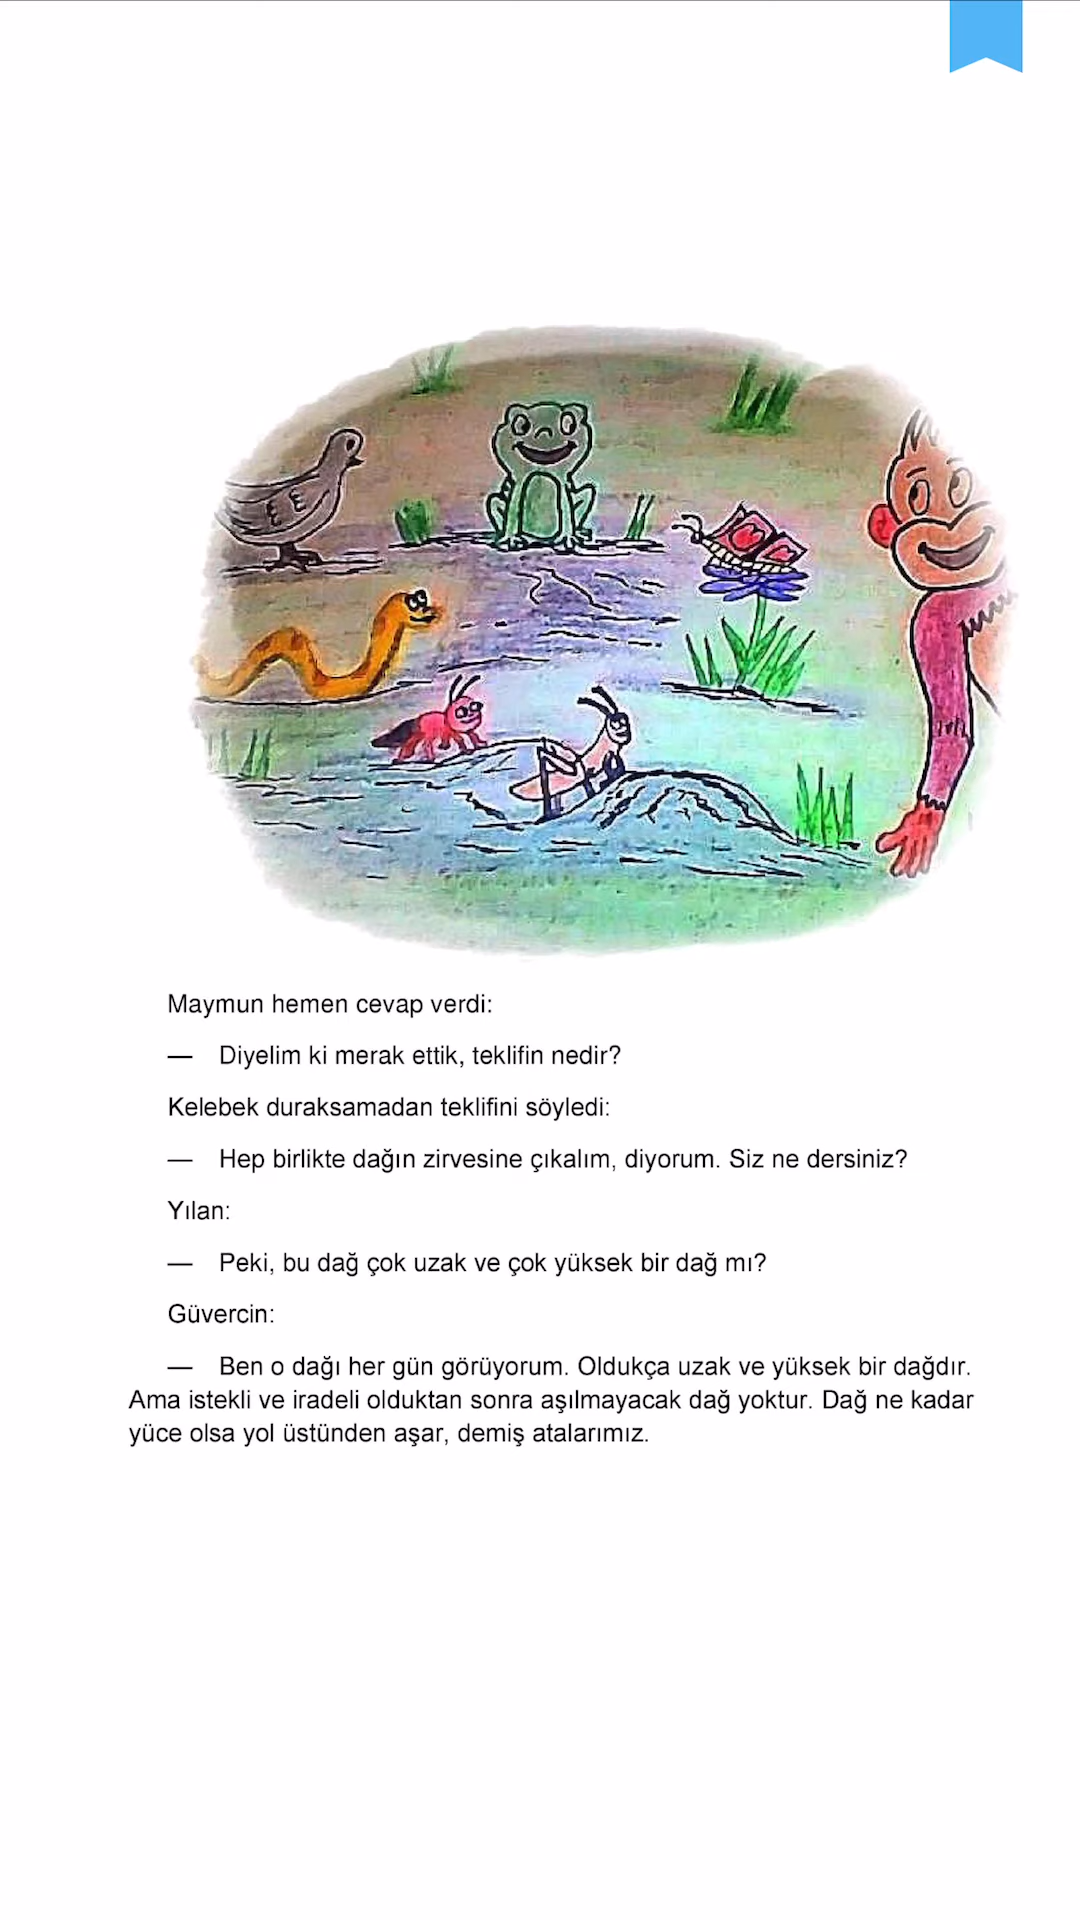 Maymun hemen cevap verdi:
— Diyelim ki merak ettik, teklifin nedir?
Kelebek duraksamadan teklifini söyledi:
— Hep birlikte dağın zirvesine çıkalım, diyorum. Siz ne dersiniz?
Yılan:
— Peki, bu dağ çok uzak ve çok yüksek bir dağ mı?
Güvercin:
— Ben o dağı her gün görüyorum. Oldukça uzak ve yüksek bir dağdır.
Ama istekli ve iradeli olduktan sonra aşılmayacak dağ yoktur. Dağ ne kadar
yüce olsa yol üstünden aşar, demiş atalarımız.